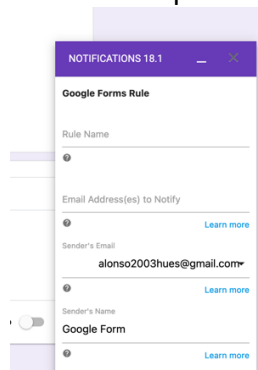 NOTIFICATIONS 18.1
Google Forms Rule
Rule Name
Email Address(es) to Notify
Learn more
Sender's Email
alonso2003hues@gmail.com
Learn more
Sender's Name
Google Form
Learn more